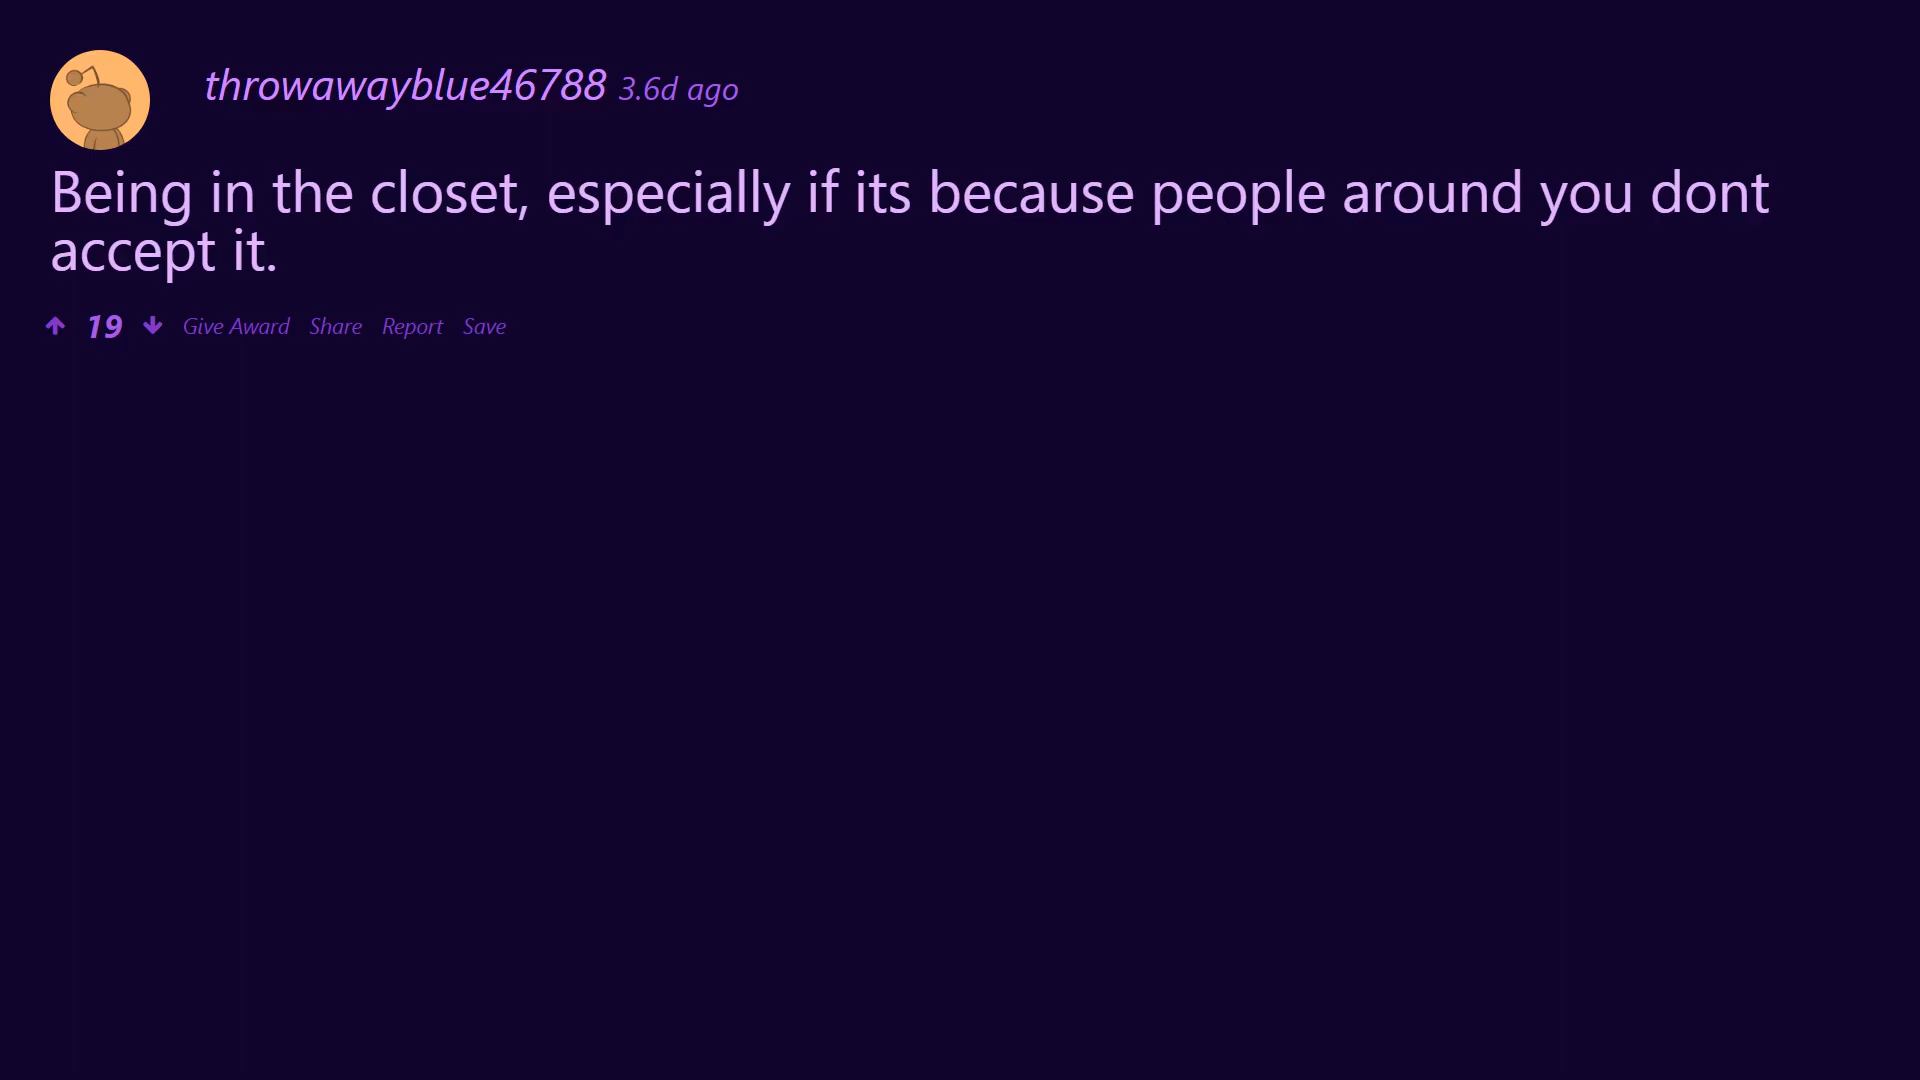 throwawayblue46788 3.6d ago
Being in the closet, especially if its because people around you dont
accept it.
19 Give Award Share Report Save